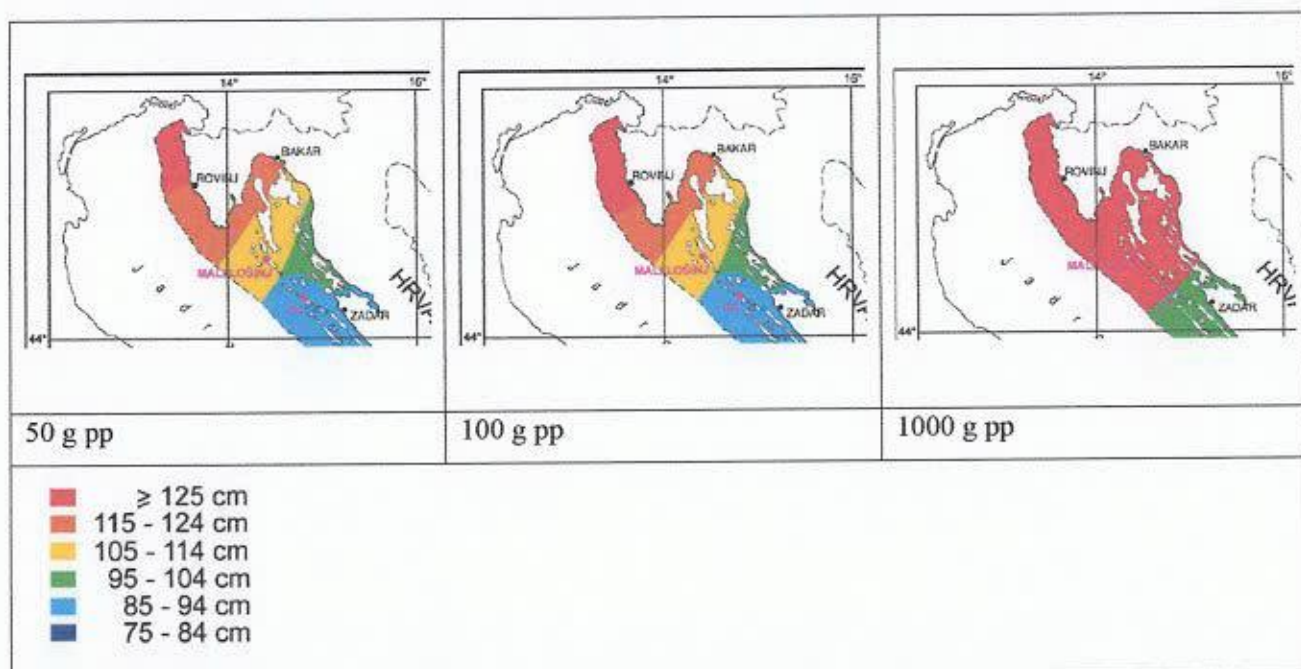 14°
16°
BAKAR
ROVINJ
MALI LOŠINJ
J a d r
ZADAR
HRV
44°
14°
16°
BAKAR
ROVINJ
MALI LOŠINJ
J a d r
ZADAR
HRV
44°
14°
16°
BAKAR
ROVINJ
J a d r
ZADAR
HRV
44°
50 g pp
100 g pp
1000 g pp
≥ 125 cm
115 - 124 cm
105 - 114 cm
95 - 104 cm
85 - 94 cm
75 - 84 cm